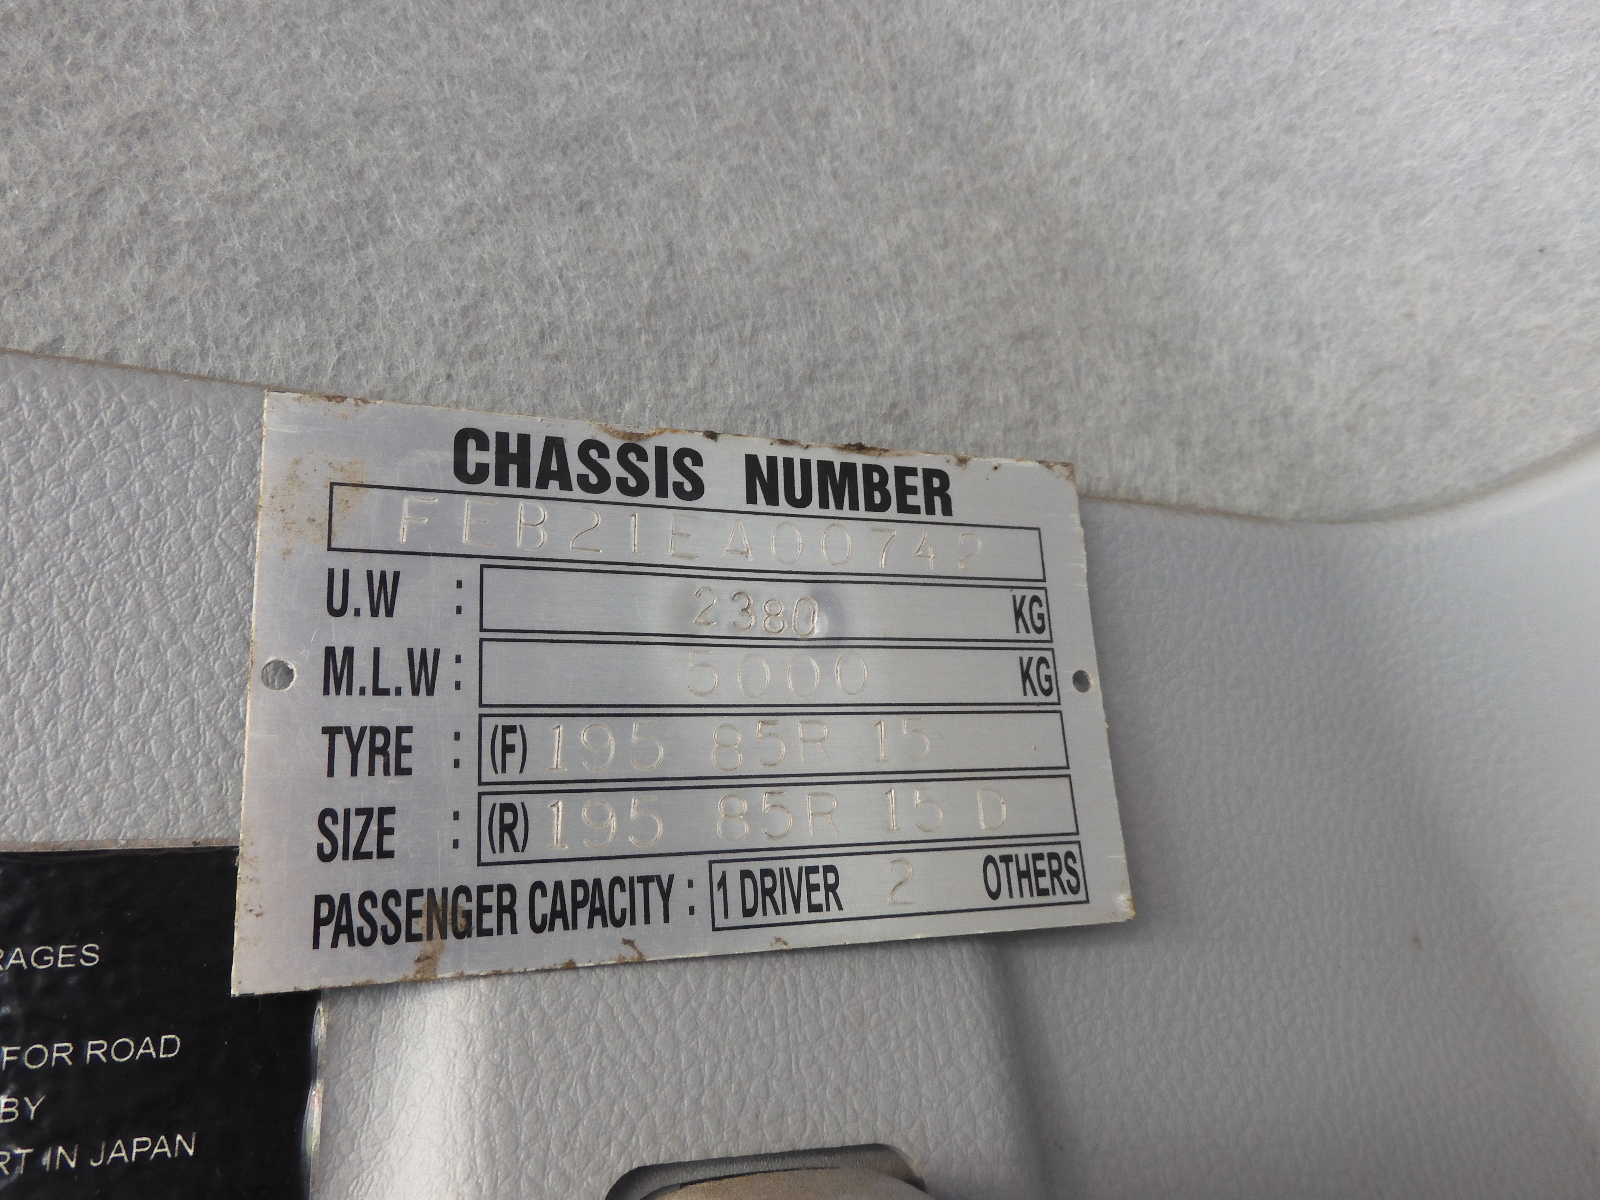 CHASSIS NUMBER
FEB21EA00742
U.W : 2380 KG
M.L.W : 5000 KG
TYRE : (F) 195 85R 15
SIZE : (R) 195 85R 15 D
PASSENGER CAPACITY : 1 DRIVER 2 OTHERS
RAGES
FOR ROAD
BY
RT IN JAPAN